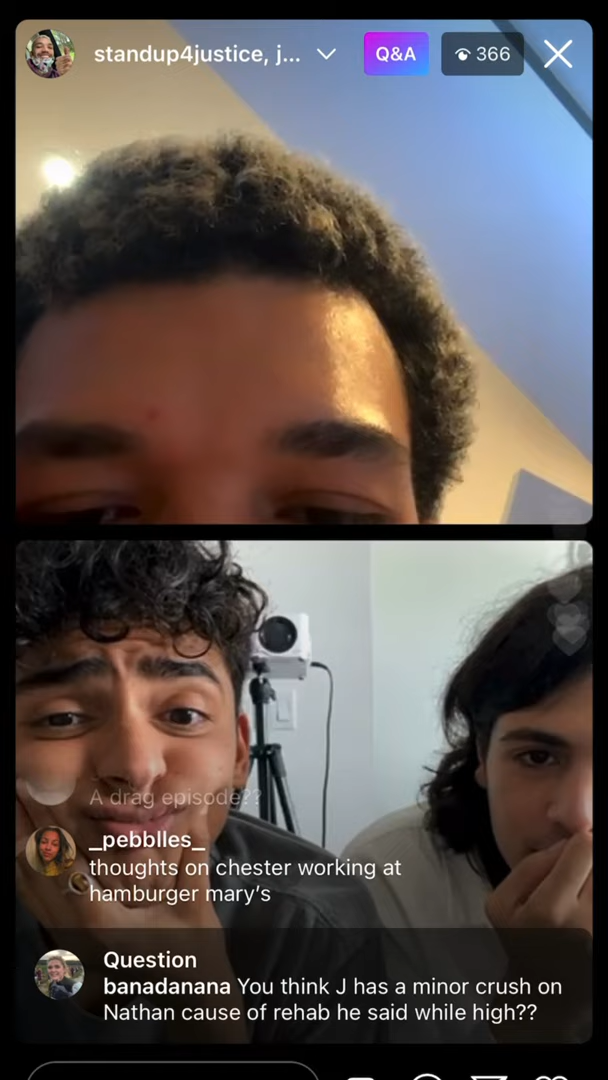 standup4justice, j...
Q&A
366
A drag episode??
_pebblles_
thoughts on chester working at
hamburger mary's
Question
banadanana You think J has a minor crush on
Nathan cause of rehab he said while high??